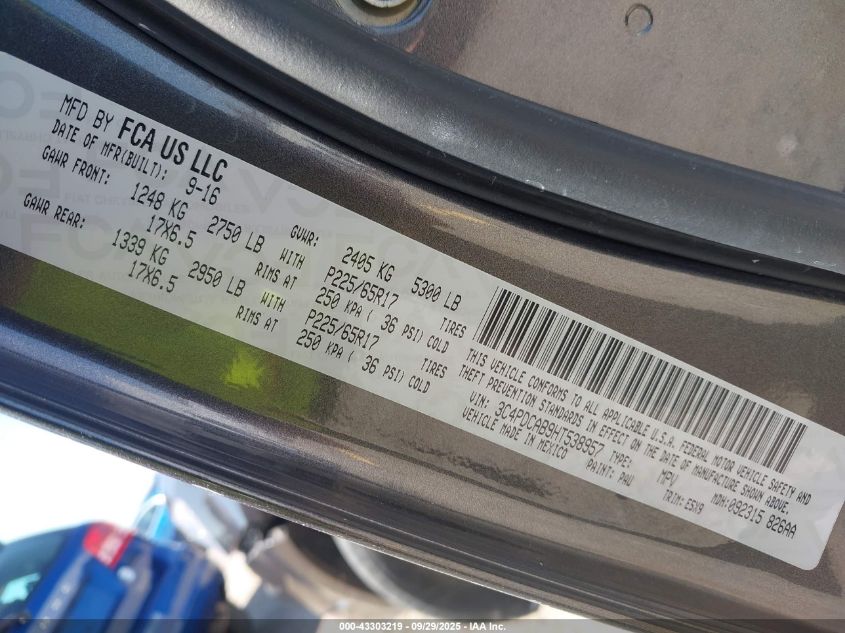 MFD BY FCA US LLC
DATE OF MFR(BUILT): 9-16
GVWR: 2405 KG 5300 LB
GAWR FRONT: 1248 KG 2750 LB WITH P225/65R17 TIRES
17X6.5 RIMS AT 250 KPA ( 36 PSI) COLD
GAWR REAR: 1339 KG 2950 LB WITH P225/65R17 TIRES
17X6.5 RIMS AT 250 KPA ( 36 PSI) COLD
THIS VEHICLE CONFORMS TO ALL APPLICABLE U.S.A. FEDERAL MOTOR VEHICLE SAFETY AND
THEFT PREVENTION STANDARDS IN EFFECT ON THE DATE OF MANUFACTURE SHOWN ABOVE.
VIN: 3C4PDCAB9HT538957 TYPE: MPV MDH:092315 826AA
VEHICLE MADE IN MEXICO PAINT: PAU TRIM: ESX9
000-43303219 - 09/29/2025 - IAA Inc.